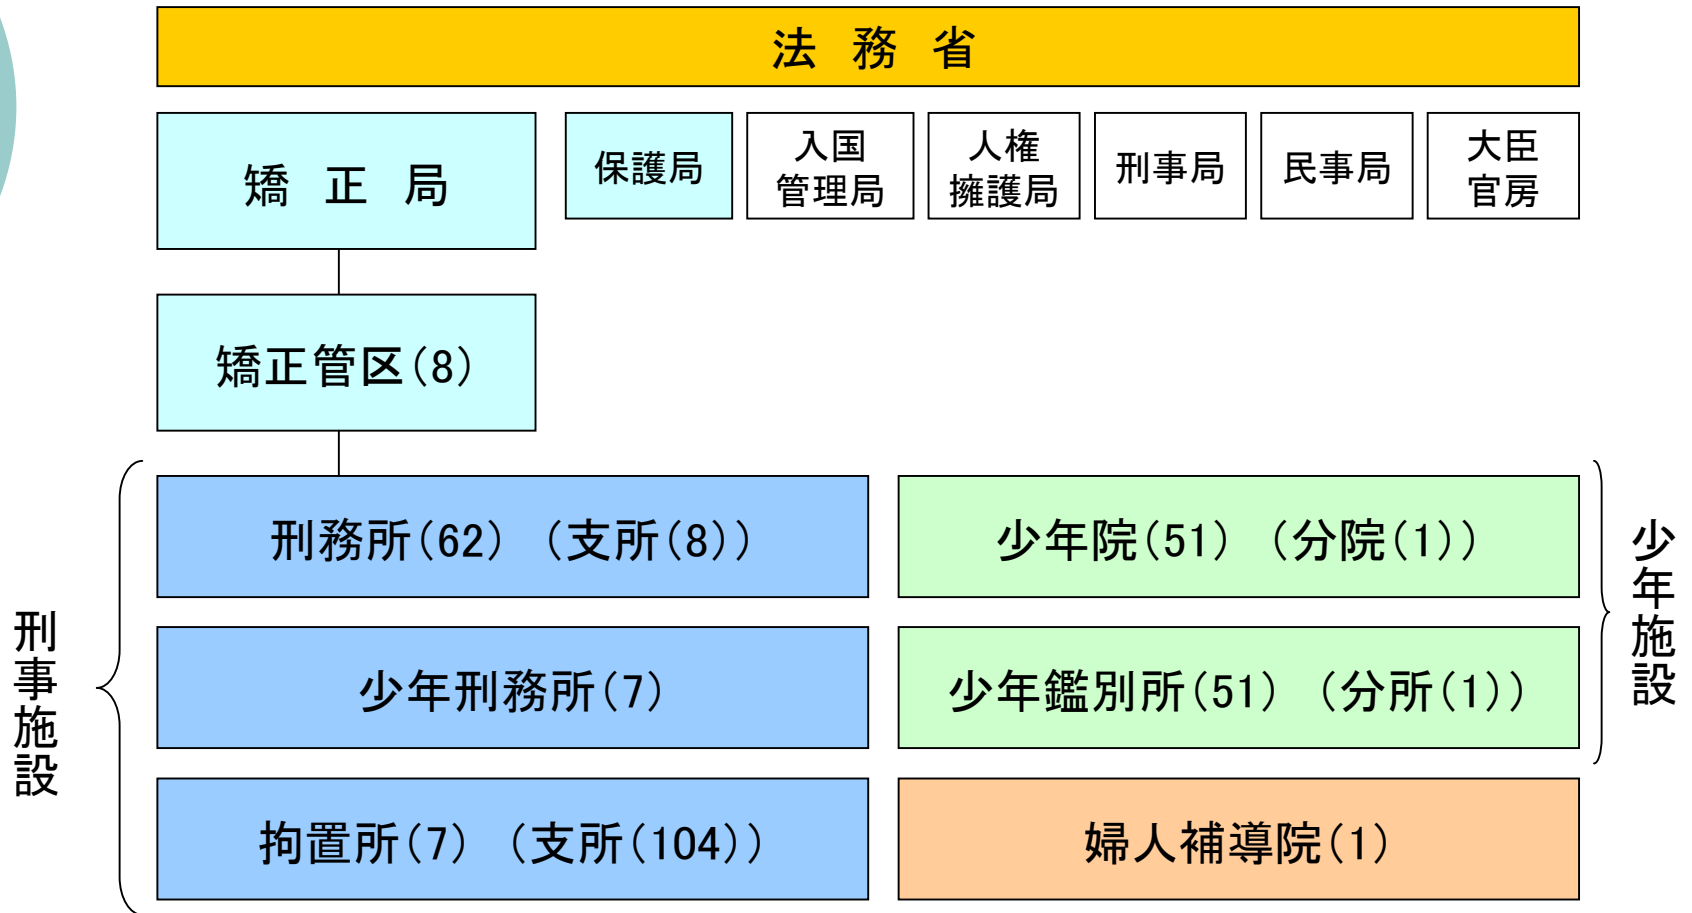 法 務 省
矯 正 局
保護局
入国
管理局
人権
擁護局
刑事局
民事局
大臣
官房
矯正管区(8)
刑事施設
刑務所(62) (支所(8))
少年院(51) (分院(1))
少年施設
少年刑務所(7)
少年鑑別所(51) (分所(1))
拘置所(7) (支所(104))
婦人補導院(1)